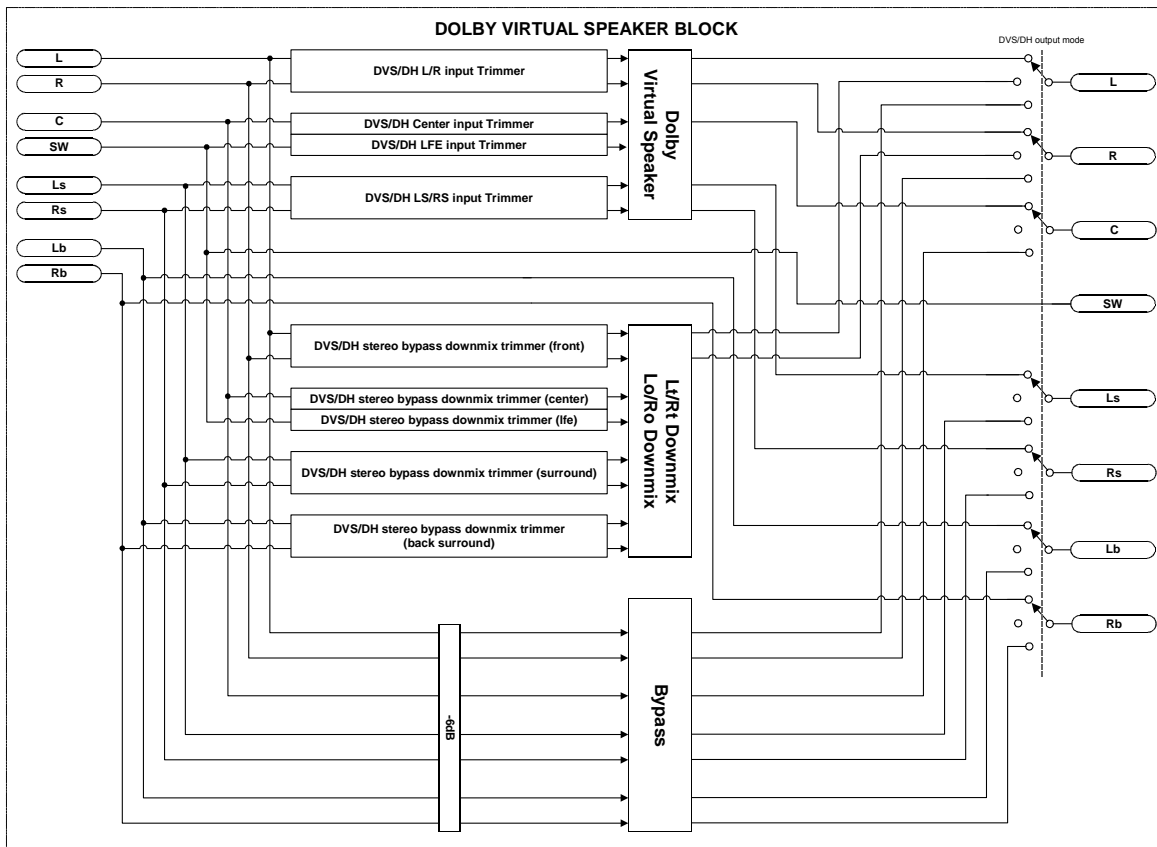 DOLBY VIRTUAL SPEAKER BLOCK
DVS/DH output mode
L
R
C
SW
Ls
Rs
Lb
Rb
DVS/DH L/R input Trimmer
DVS/DH Center input Trimmer
DVS/DH LFE input Trimmer
DVS/DH LS/RS input Trimmer
Dolby
Virtual Speaker
DVS/DH stereo bypass downmix trimmer (front)
DVS/DH stereo bypass downmix trimmer (center)
DVS/DH stereo bypass downmix trimmer (lfe)
DVS/DH stereo bypass downmix trimmer (surround)
DVS/DH stereo bypass downmix trimmer
(back surround)
Lt/Rt Downmix
Lo/Ro Downmix
-6dB
Bypass
L
R
C
SW
Ls
Rs
Lb
Rb